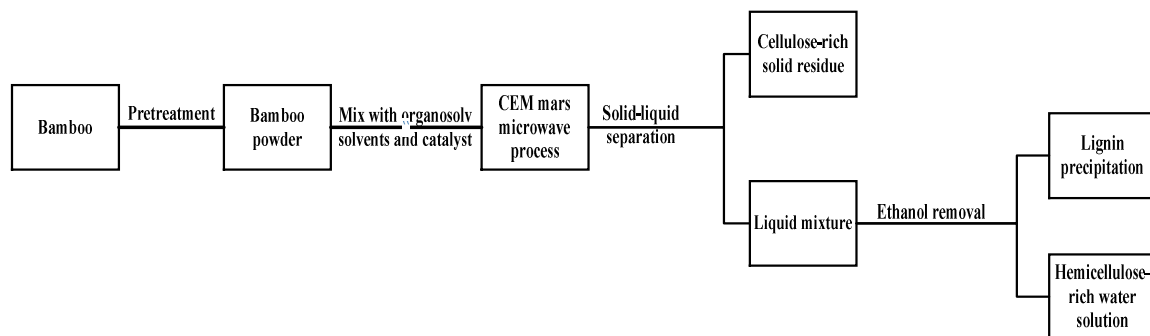 Bamboo
Pretreatment
Bamboo
powder
Mix with organosolv
solvents and catalyst
CEM mars
microwave
process
Solid-liquid
separation
Cellulose-rich
solid residue
Liquid mixture
Ethanol removal
Lignin
precipitation
Hemicellulose-
rich water
solution